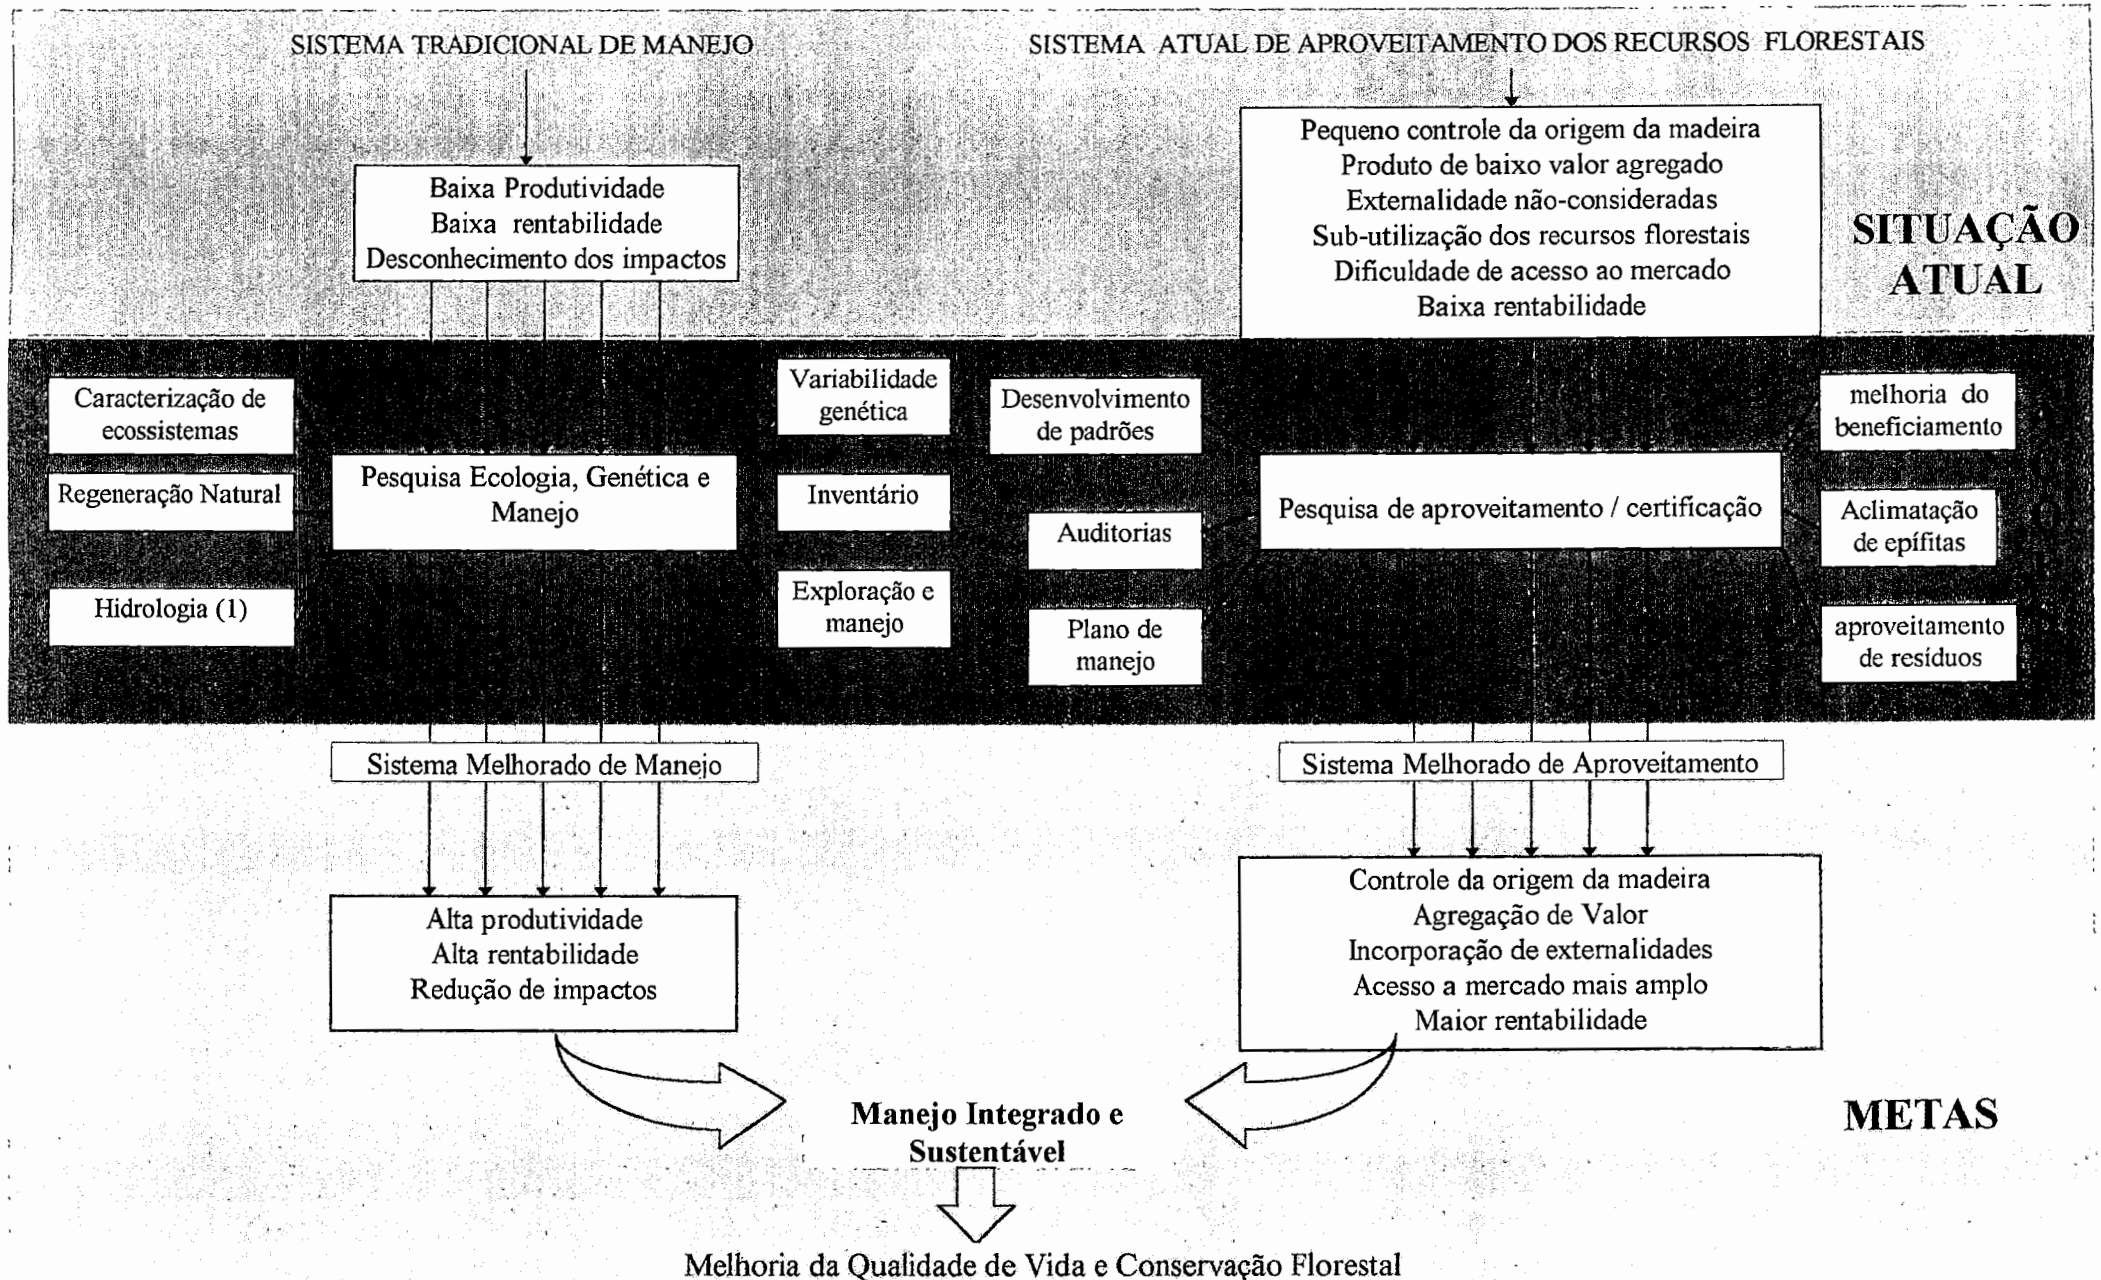 SISTEMA TRADICIONAL DE MANEJO
SISTEMA ATUAL DE APROVEITAMENTO DOS RECURSOS FLORESTAIS
Baixa Produtividade
Baixa rentabilidade
Desconhecimento dos impactos
Pequeno controle da origem da madeira
Produto de baixo valor agregado
Externalidade não-consideradas
Sub-utilização dos recursos florestais
Dificuldade de acesso ao mercado
Baixa rentabilidade
SITUAÇÃO
ATUAL
Caracterização de
ecossistemas
Regeneração Natural
Hidrologia (1)
Pesquisa Ecologia, Genética e
Manejo
Variabilidade
genética
Inventário
Exploração e
manejo
Desenvolvimento
de padrões
Auditorias
Plano de
manejo
Pesquisa de aproveitamento / certificação
melhoria do
beneficiamento
Aclimatação
de epífitas
aproveitamento
de resíduos
Sistema Melhorado de Manejo
Sistema Melhorado de Aproveitamento
Alta produtividade
Alta rentabilidade
Redução de impactos
Controle da origem da madeira
Agregação de Valor
Incorporação de externalidades
Acesso a mercado mais amplo
Maior rentabilidade
Manejo Integrado e
Sustentável
METAS
Melhoria da Qualidade de Vida e Conservação Florestal